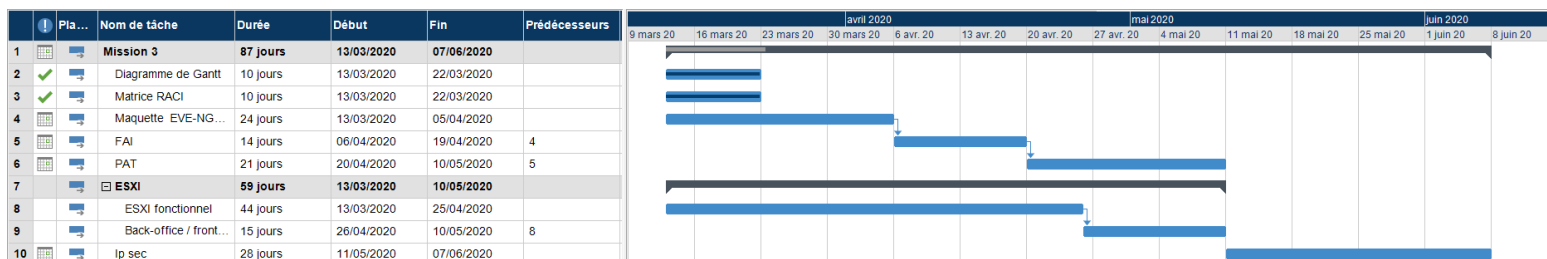 Pla... Nom de tâche Durée Début Fin Prédécesseurs
avril 2020 mai 2020 juin 2020
9 mars 20 16 mars 20 23 mars 20 30 mars 20 6 avr. 20 13 avr. 20 20 avr. 20 27 avr. 20 4 mai 20 11 mai 20 18 mai 20 25 mai 20 1 juin 20 8 juin 20
1 Mission 3 87 jours 13/03/2020 07/06/2020
2 Diagramme de Gantt 10 jours 13/03/2020 22/03/2020
3 Matrice RACI 10 jours 13/03/2020 22/03/2020
4 Maquette EVE-NG... 24 jours 13/03/2020 05/04/2020
5 FAI 14 jours 06/04/2020 19/04/2020 4
6 PAT 21 jours 20/04/2020 10/05/2020 5
7 ESXI 59 jours 13/03/2020 10/05/2020
8 ESXI fonctionnel 44 jours 13/03/2020 25/04/2020
9 Back-office / front... 15 jours 26/04/2020 10/05/2020 8
10 Ip sec 28 jours 11/05/2020 07/06/2020